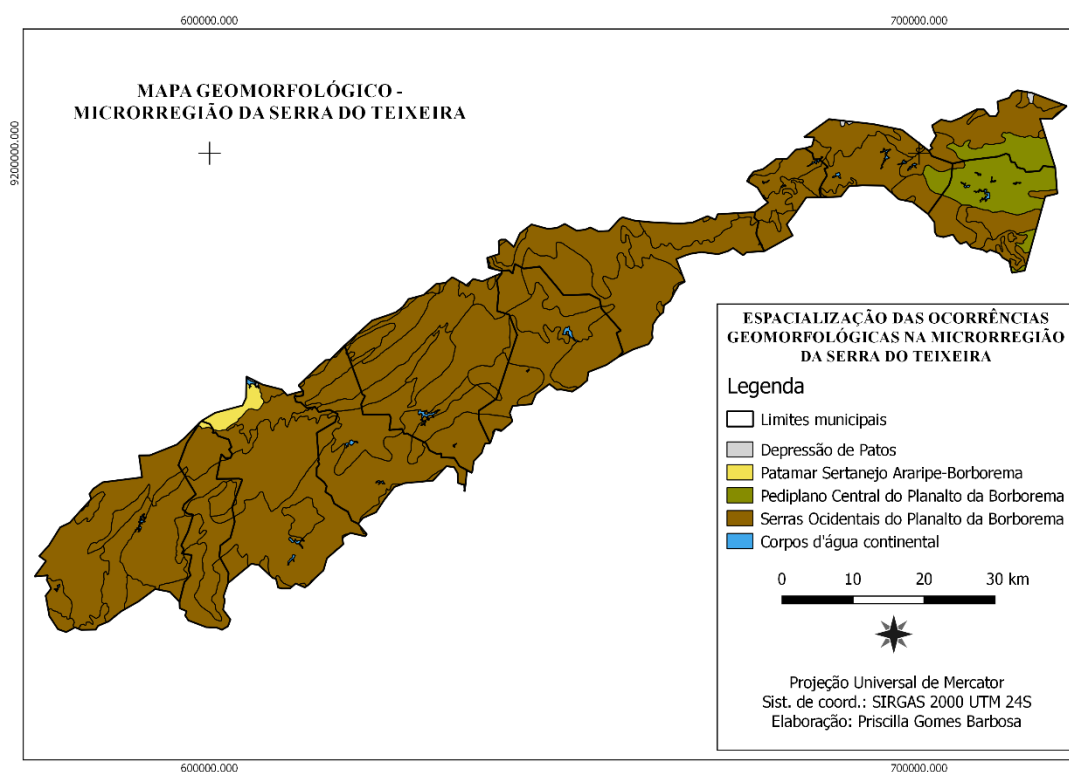 600000.000
700000.000
MAPA GEOMORFOLÓGICO -
MICRORREGIÃO DA SERRA DO TEIXEIRA
9200000.000
9200000.000
ESPACIALIZAÇÃO DAS OCORRÊNCIAS
GEOMORFOLÓGICAS NA MICRORREGIÃO
DA SERRA DO TEIXEIRA
Legenda
Limites municipais
Depressão de Patos
Patamar Sertanejo Araripe-Borborema
Pediplano Central do Planalto da Borborema
Serras Ocidentais do Planalto da Borborema
Corpos d'água continental
0 10 20 30 km
Projeção Universal de Mercator
Sist. de coord.: SIRGAS 2000 UTM 24S
Elaboração: Priscilla Gomes Barbosa
600000.000
700000.000